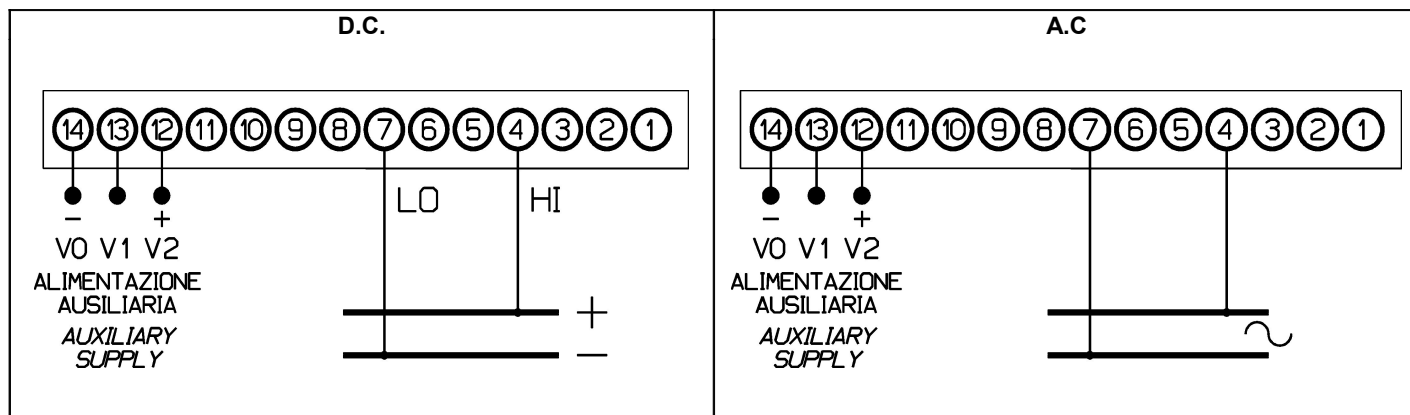 D.C.
14 13 12 11 10 9 8 7 6 5 4 3 2 1
LO HI
- +
V0 V1 V2
ALIMENTAZIONE
AUSILIARIA
+
AUXILIARY
SUPPLY
-
A.C
14 13 12 11 10 9 8 7 6 5 4 3 2 1
- +
V0 V1 V2
ALIMENTAZIONE
AUSILIARIA
AUXILIARY
SUPPLY
~